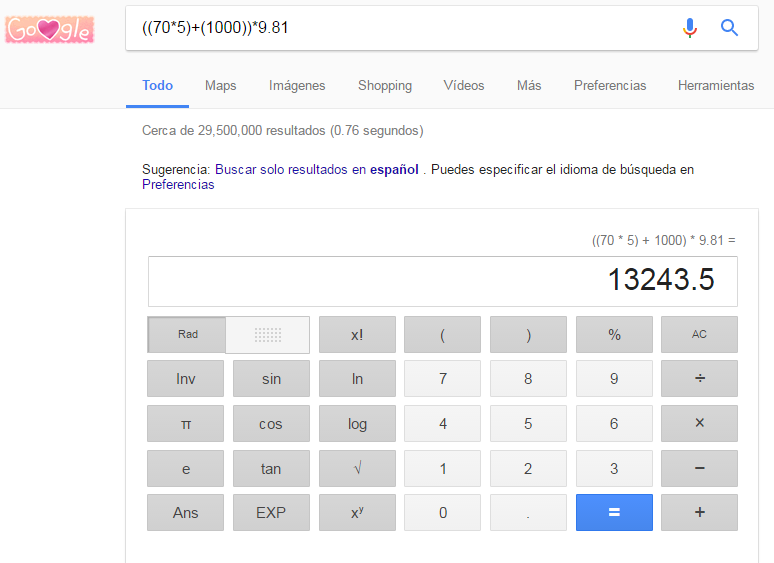 Google
((70*5)+(1000))*9.81
Todo Maps Imágenes Shopping Vídeos Más Preferencias Herramientas
Cerca de 29,500,000 resultados (0.76 segundos)
Sugerencia: Buscar solo resultados en español . Puedes especificar el idioma de búsqueda en
Preferencias
((70 * 5) + 1000) * 9.81 =
13243.5
Rad x! ( ) % AC
Inv sin ln 7 8 9 ÷
π cos log 4 5 6 ×
e tan √ 1 2 3 −
Ans EXP xʸ 0 . = +